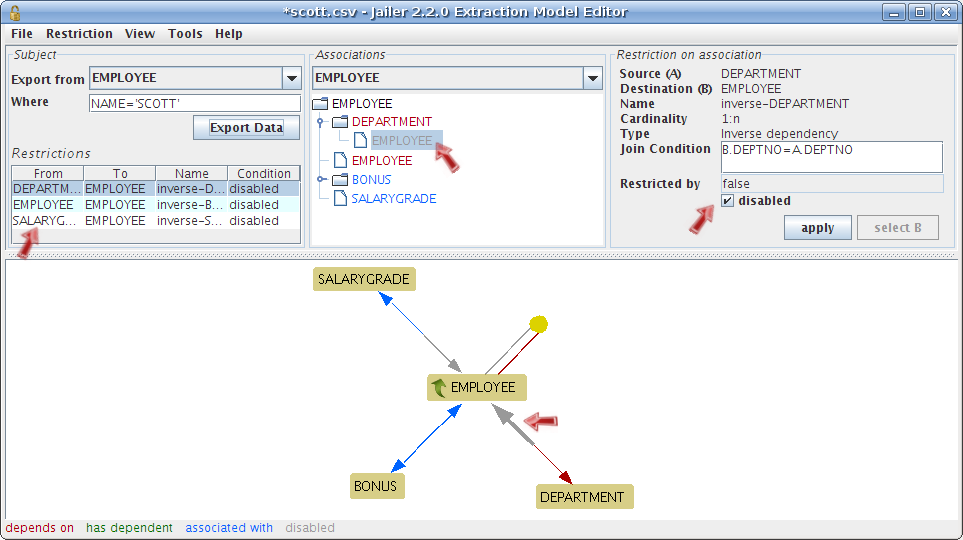 *scott.csv - Jailer 2.2.0 Extraction Model Editor
File Restriction View Tools Help
Subject
Export from EMPLOYEE
Where NAME='SCOTT'
Export Data
Restrictions
From To Name Condition
DEPARTM... EMPLOYEE inverse-D... disabled
EMPLOYEE EMPLOYEE inverse-B... disabled
SALARYG... EMPLOYEE inverse-S... disabled
Associations
EMPLOYEE
EMPLOYEE
DEPARTMENT
EMPLOYEE
EMPLOYEE
BONUS
SALARYGRADE
Restriction on association
Source (A) DEPARTMENT
Destination (B) EMPLOYEE
Name inverse-DEPARTMENT
Cardinality 1:n
Type Inverse dependency
Join Condition B.DEPTNO=A.DEPTNO
Restricted by false
disabled
apply select B
SALARYGRADE
EMPLOYEE
BONUS
DEPARTMENT
depends on has dependent associated with disabled